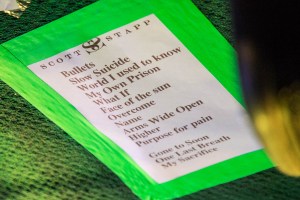 SCOTT STAPP
Bullets
Slow Suicide
World I used to know
My Own Prison
What If
Face of the sun
Overcome
Name
Arms Wide Open
Higher
Purpose for pain
Gone to Soon
One Last Breath
My Sacrifice